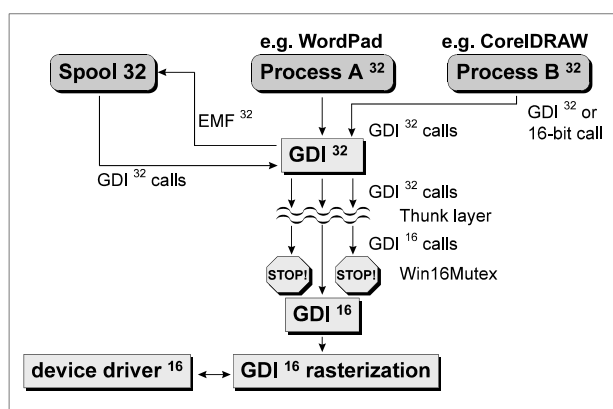 e.g. WordPad
e.g. CorelDRAW
Spool 32
Process A 32
Process B 32
EMF 32
GDI 32 calls
GDI 32 or
16-bit call
GDI 32
GDI 32 calls
GDI 32 calls
Thunk layer
GDI 16 calls
STOP!
STOP!
Win16Mutex
GDI 16
device driver 16
GDI 16 rasterization